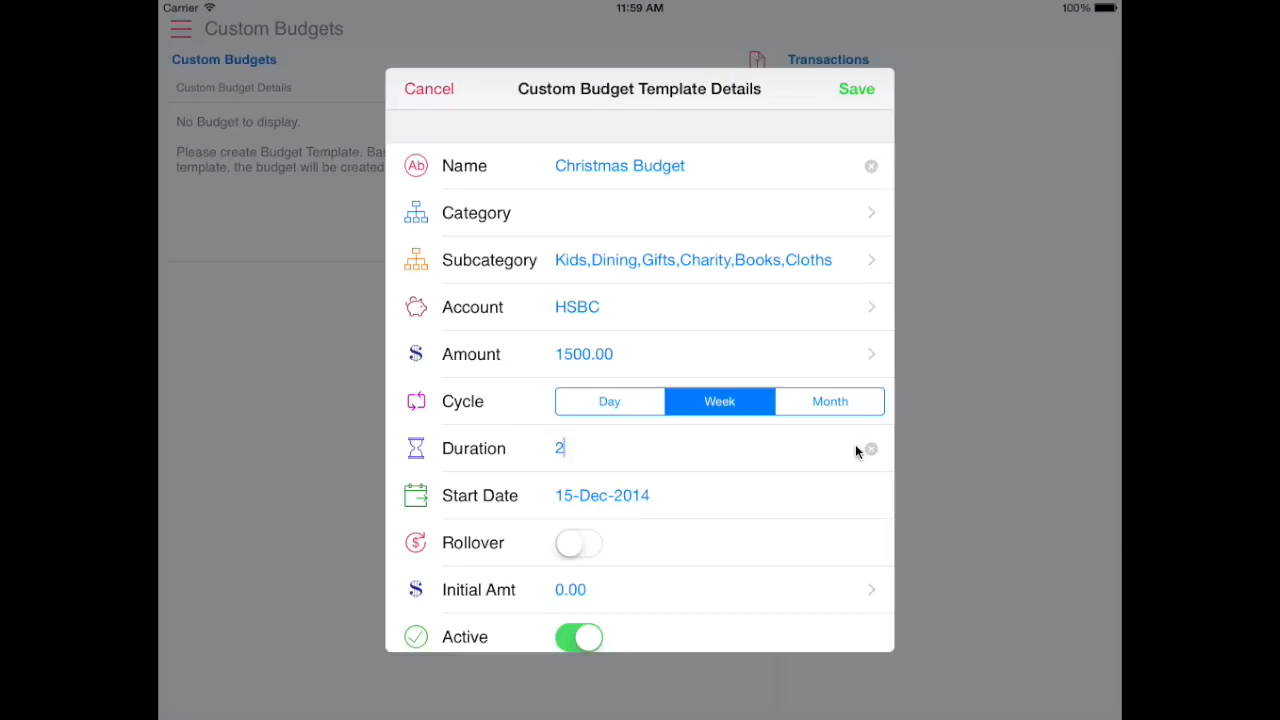 Carrier 11:59 AM 100%
Custom Budgets
Custom Budgets Transactions
Custom Budget Details
No Budget to display.
Please create Budget Template. Ba
template, the budget will be created
Cancel Custom Budget Template Details Save
Ab Name Christmas Budget
Category
Subcategory Kids,Dining,Gifts,Charity,Books,Cloths
Account HSBC
$ Amount 1500.00
Cycle Day Week Month
Duration 2
Start Date 15-Dec-2014
$ Rollover
$ Initial Amt 0.00
Active